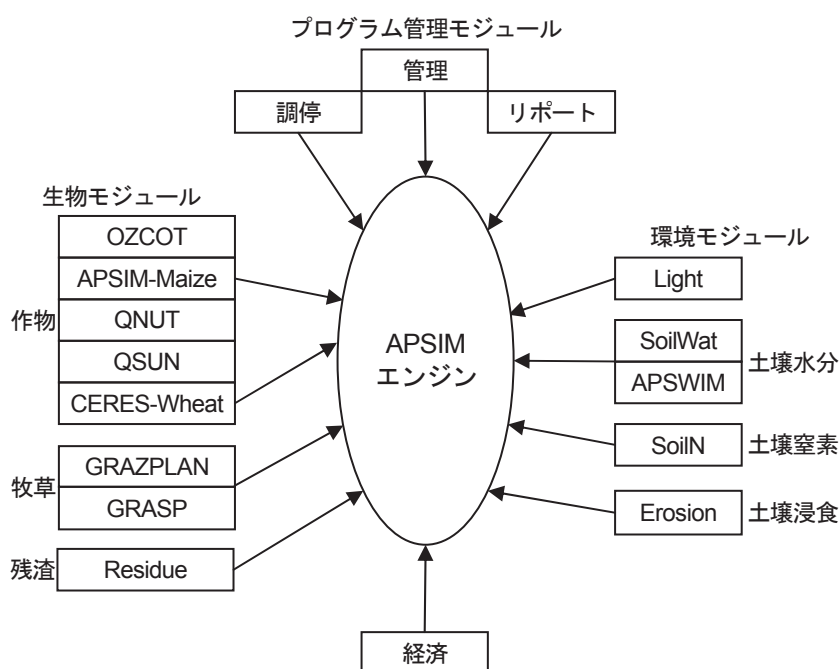 プログラム管理モジュール
管理
調停
リポート
生物モジュール
作物
OZCOT
APSIM-Maize
QNUT
QSUN
CERES-Wheat
牧草
GRAZPLAN
GRASP
残渣
Residue
APSIM
エンジン
環境モジュール
Light
SoilWat
APSWIM
土壌水分
SoilN
土壌窒素
Erosion
土壌浸食
経済